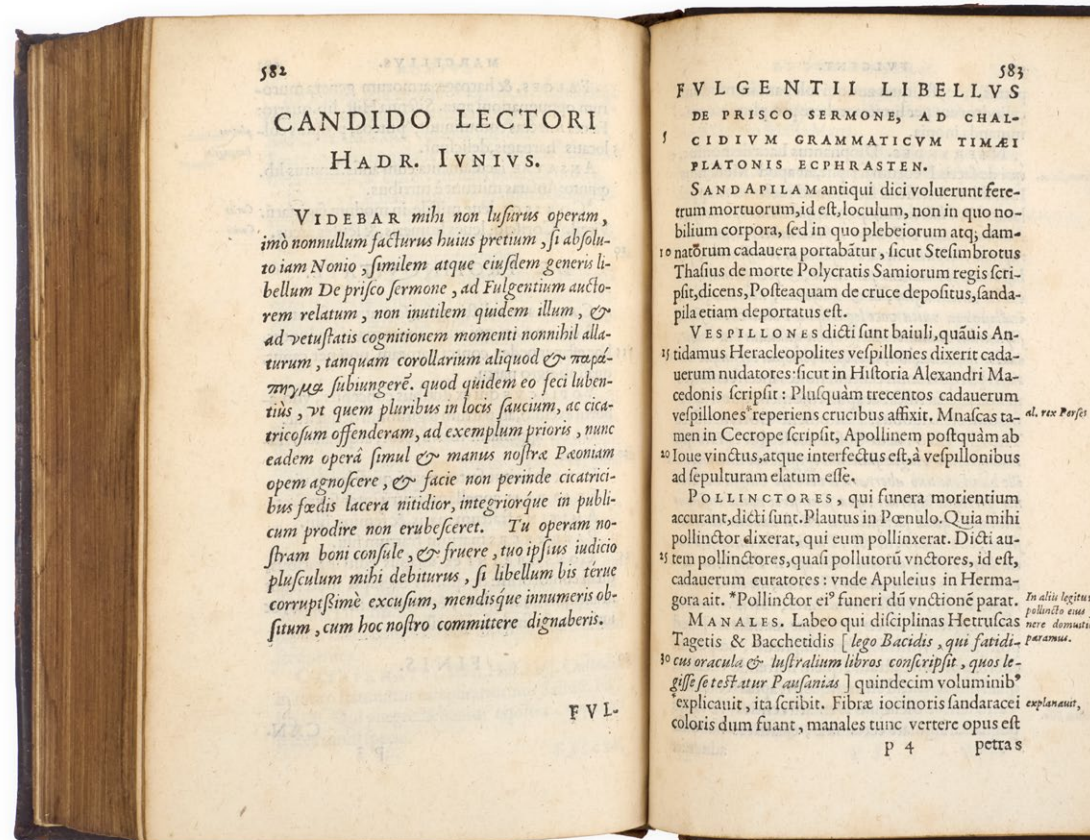 582
CANDIDO LECTORI
HADR. IVNIVS.
VIDEBAR mihi non lusurus operam,
imò nonnullum facturus huius pretium, si absolu-
to iam Nonio, similem atque eiusdem generis li-
bellum De prisco sermone, ad Fulgentium aucto-
rem relatum, non inutilem quidem illum, &
ad vetustatis cognitionem momenti nonnihil alla-
turum, tanquam corollarium aliquod & παρά-
πηγμα subiungerē. quod quidem eo feci luben-
tiùs, vt quem pluribus in locis saucium, ac cica-
tricosum offenderam, ad exemplum prioris, nunc
eadem operâ simul & manus nostræ Pæoniam
opem agnoscere, & facie non perinde cicatrici-
bus fœdis lacera nitidior, integriorq́ue in publi-
cum prodire non erubesceret. Tu operam no-
stram boni consule, & fruere, tuo ipsius iudicio
plusculum mihi debiturus, si libellum bis térue
corruptßimè excusum, mendisque innumeris ob-
situm, cum hoc nostro committere dignaberis.
FVL-
583
FVLGENTII LIBELLVS
DE PRISCO SERMONE, AD CHAL-
5 CIDIVM GRAMMATICVM TIMÆI
PLATONIS ECPHRASTEN.
SANDAPILAM antiqui dici voluerunt fere-
trum mortuorum, id est, loculum, non in quo no-
bilium corpora, sed in quo plebeiorum atq; dam-
10 natōrum cadauera portabātur, sicut Stesimbrotus
Thasius de morte Polycratis Samiorum regis scri-
psit, dicens, Posteaquam de cruce depositus, sanda-
pila etiam deportatus est.
VESPILLONES dicti sunt baiuli, quāuis An-
15 tidamus Heracleopolites vespillones dixerit cada-
uerum nudatores: sicut in Historia Alexandri Ma-
cedonis scripsit: Plusquàm trecentos cadauerum
vespillones * reperiens crucibus affixit. Mnascas ta- al. rex Perses
men in Cecrope scripsit, Apollinem postquàm ab
20 Ioue vinctus, atque interfectus est, à vespillonibus
ad sepulturam elatum esse.
POLLINCTORES, qui funera morientium
accurant, dicti sunt. Plautus in Pœnulo. Quia mihi
pollinctor dixerat, qui eum pollinxerat. Dicti au-
25 tem pollinctores, quasi pollutorū vnctores, id est,
cadauerum curatores: vnde Apuleius in Herma-
gora ait. *Pollinctor eiꝰ funeri dū vnctionē parat. In aliis legitur
pollincto eius
MANALES. Labeo qui disciplinas Hetruscas
Tagetis & Bacchetidis [lego Bacidis, qui fatidi- paramus.
30 cus oracula & lustralium libros conscripsit, quos le-
gisse se testatur Pausanias] quindecim voluminibꝰ
*explicauit, ita scribit. Fibræ iocinoris sandaracei explanauit,
coloris dum fuant, manales tunc vertere opus est
P 4 petras